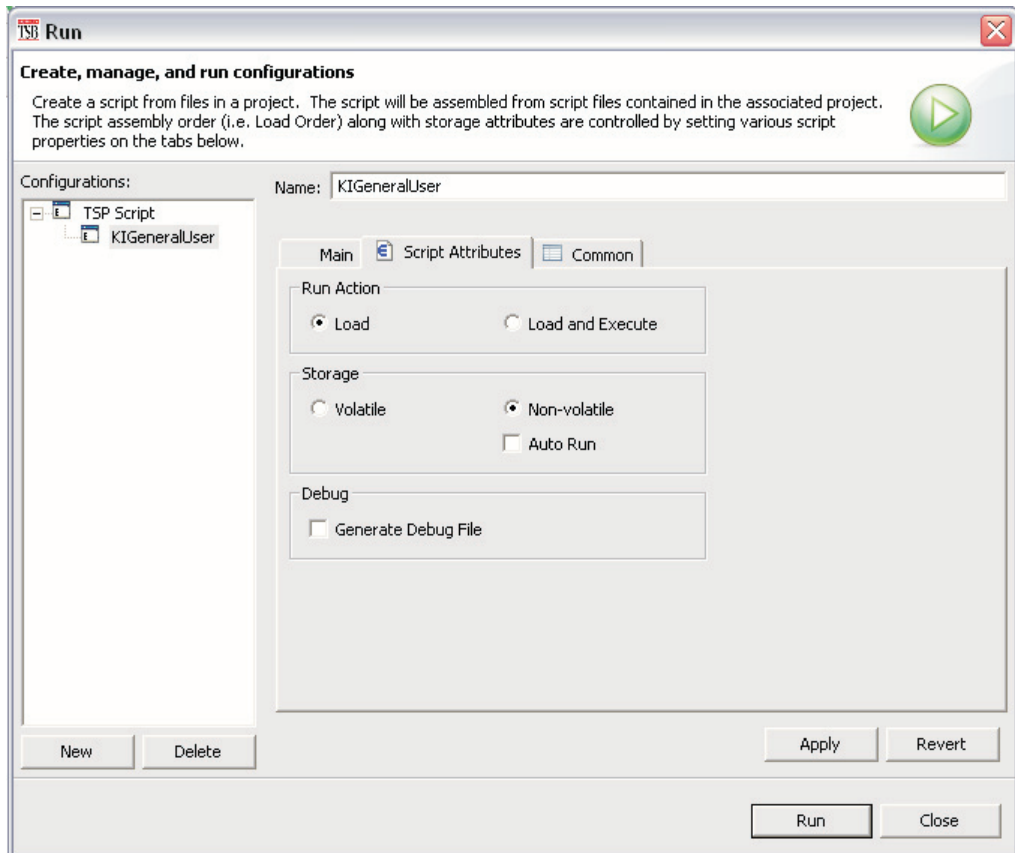 TSB Run
Create, manage, and run configurations
Create a script from files in a project. The script will be assembled from script files contained in the associated project.
The script assembly order (i.e. Load Order) along with storage attributes are controlled by setting various script
properties on the tabs below.
Configurations:
Name: KIGeneralUser
TSP Script
KIGeneralUser
Main Script Attributes Common
Run Action
Load Load and Execute
Storage
Volatile Non-volatile
Auto Run
Debug
Generate Debug File
New Delete
Apply Revert
Run Close